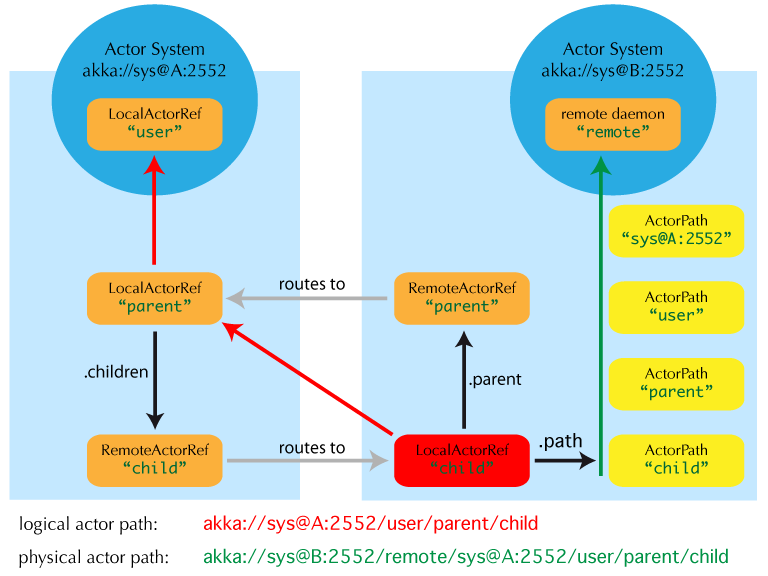 Actor System
akka://sys@A:2552
LocalActorRef
“user”
LocalActorRef
“parent”
.children
RemoteActorRef
“child”
routes to
routes to
Actor System
akka://sys@B:2552
remote daemon
“remote”
RemoteActorRef
“parent”
.parent
LocalActorRef
“child”
.path
ActorPath
“sys@A:2552”
ActorPath
“user”
ActorPath
“parent”
ActorPath
“child”
logical actor path: akka://sys@A:2552/user/parent/child
physical actor path: akka://sys@B:2552/remote/sys@A:2552/user/parent/child